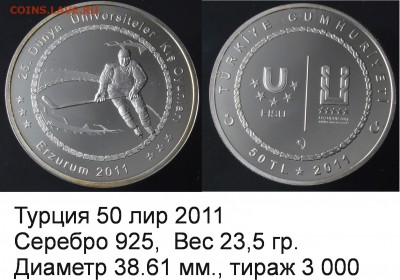 COINS.SU.RU
25. Dünya Üniversiteler Kış Oyunları
Erzurum 2011
TÜRKİYE CUMHURİYETİ
FISU
50 TL. ★ 2011
Турция 50 лир 2011
Серебро 925, Вес 23,5 гр.
Диаметр 38.61 мм., тираж 3 000